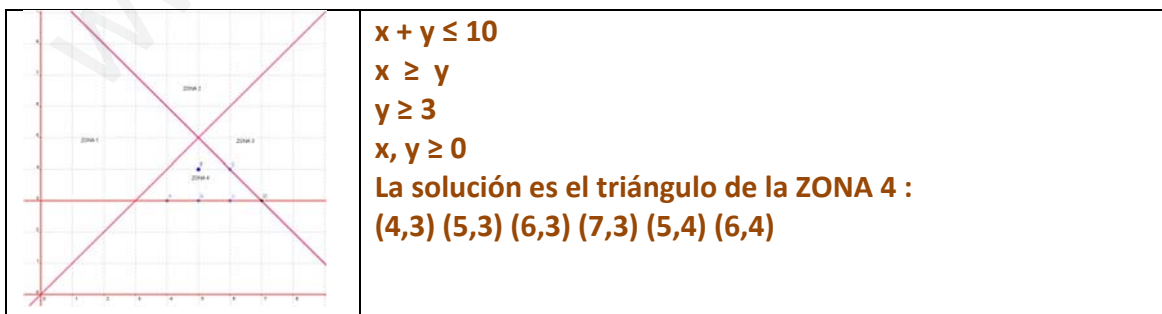 x + y ≤ 10
x ≥ y
y ≥ 3
x, y ≥ 0
La solución es el triángulo de la ZONA 4 :
(4,3) (5,3) (6,3) (7,3) (5,4) (6,4)
ZONA 2
ZONA 1
ZONA 3
ZONA 4